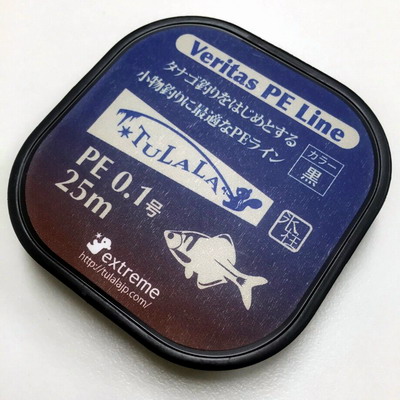 Veritas PE Line
タナゴ釣りをはじめとする
小物釣りに最適なPEライン
カラー
黒
TULALA
PE 0.1号
25m
extreme
http://tulalajp.com/